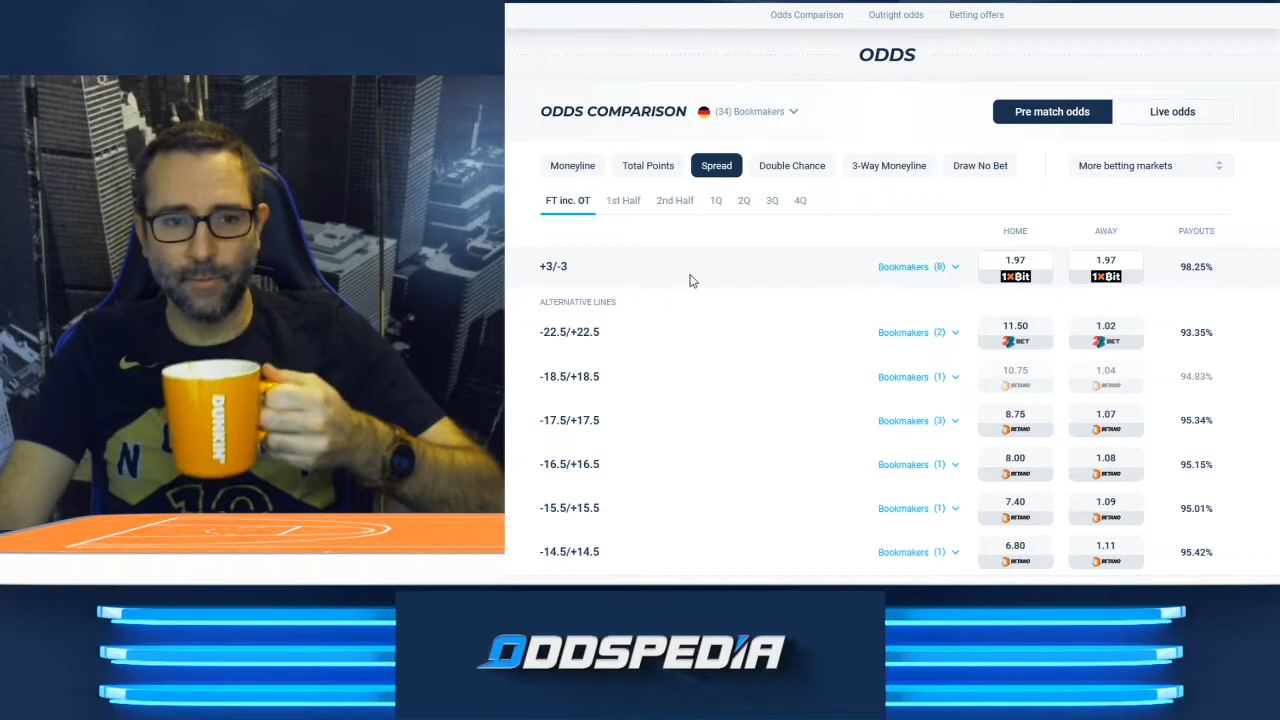 Odds Comparison Outright odds Betting offers
ODDS
ODDS COMPARISON (34) Bookmakers Pre match odds Live odds
Moneyline Total Points Spread Double Chance 3-Way Moneyline Draw No Bet More betting markets
FT inc. OT 1st Half 2nd Half 1Q 2Q 3Q 4Q
HOME AWAY PAYOUTS
+3/-3 Bookmakers (8) 1.97 1.97 98.25%
1XBit 1XBit
ALTERNATIVE LINES
-22.5/+22.5 Bookmakers (2) 11.50 1.02 93.35%
22BET 22BET
-18.5/+18.5 Bookmakers (1) 10.75 1.04 94.83%
BETANO BETANO
-17.5/+17.5 Bookmakers (3) 8.75 1.07 95.34%
BETANO BETANO
-16.5/+16.5 Bookmakers (1) 8.00 1.08 95.15%
BETANO BETANO
-15.5/+15.5 Bookmakers (1) 7.40 1.09 95.01%
BETANO BETANO
-14.5/+14.5 Bookmakers (1) 6.80 1.11 95.42%
BETANO BETANO
DUNKIN'
N
10
ODDSPEDIA